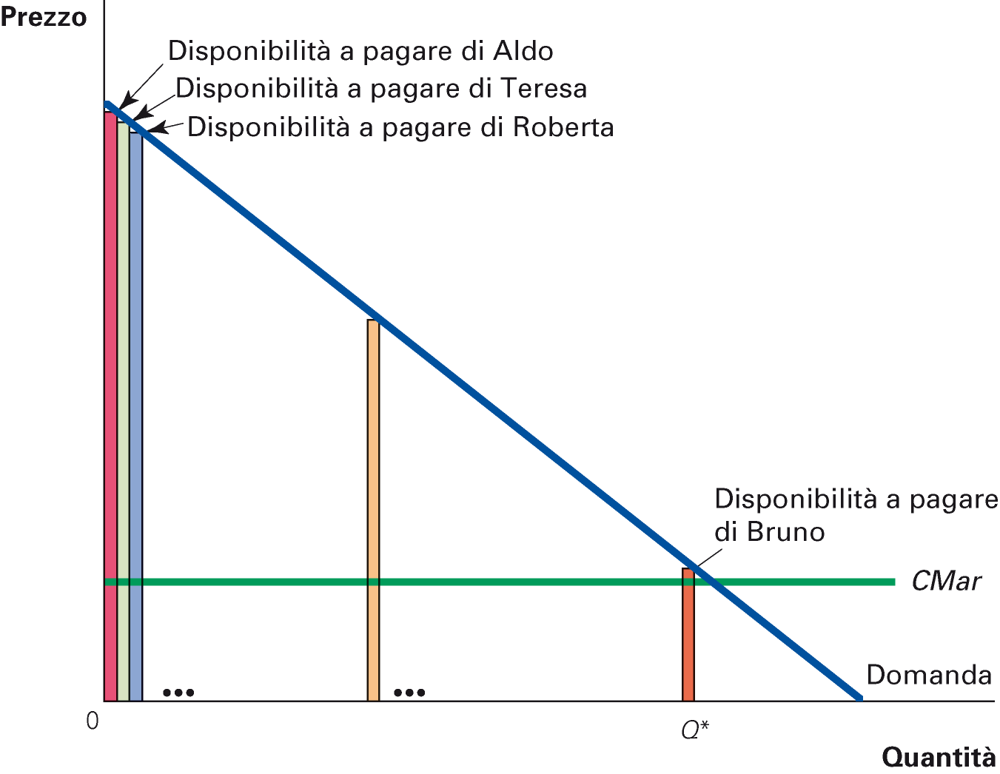 Prezzo
Disponibilità a pagare di Aldo
Disponibilità a pagare di Teresa
Disponibilità a pagare di Roberta
Disponibilità a pagare
di Bruno
CMar
Domanda
0
Q*
Quantità